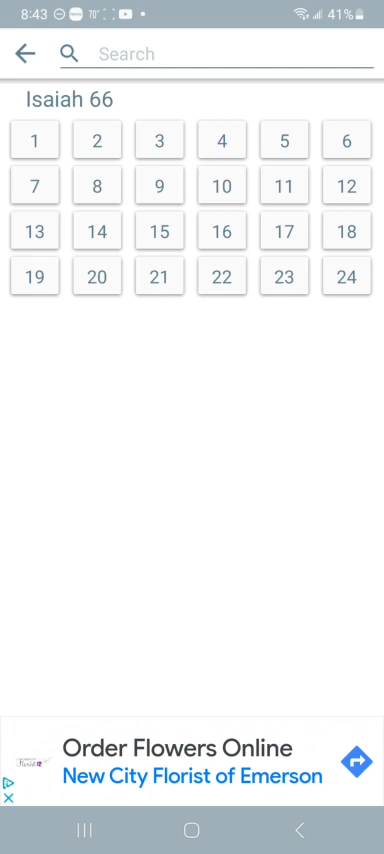 8:43 70° 41%
Search
Isaiah 66
1 2 3 4 5 6
7 8 9 10 11 12
13 14 15 16 17 18
19 20 21 22 23 24
Order Flowers Online
New City Florist of Emerson